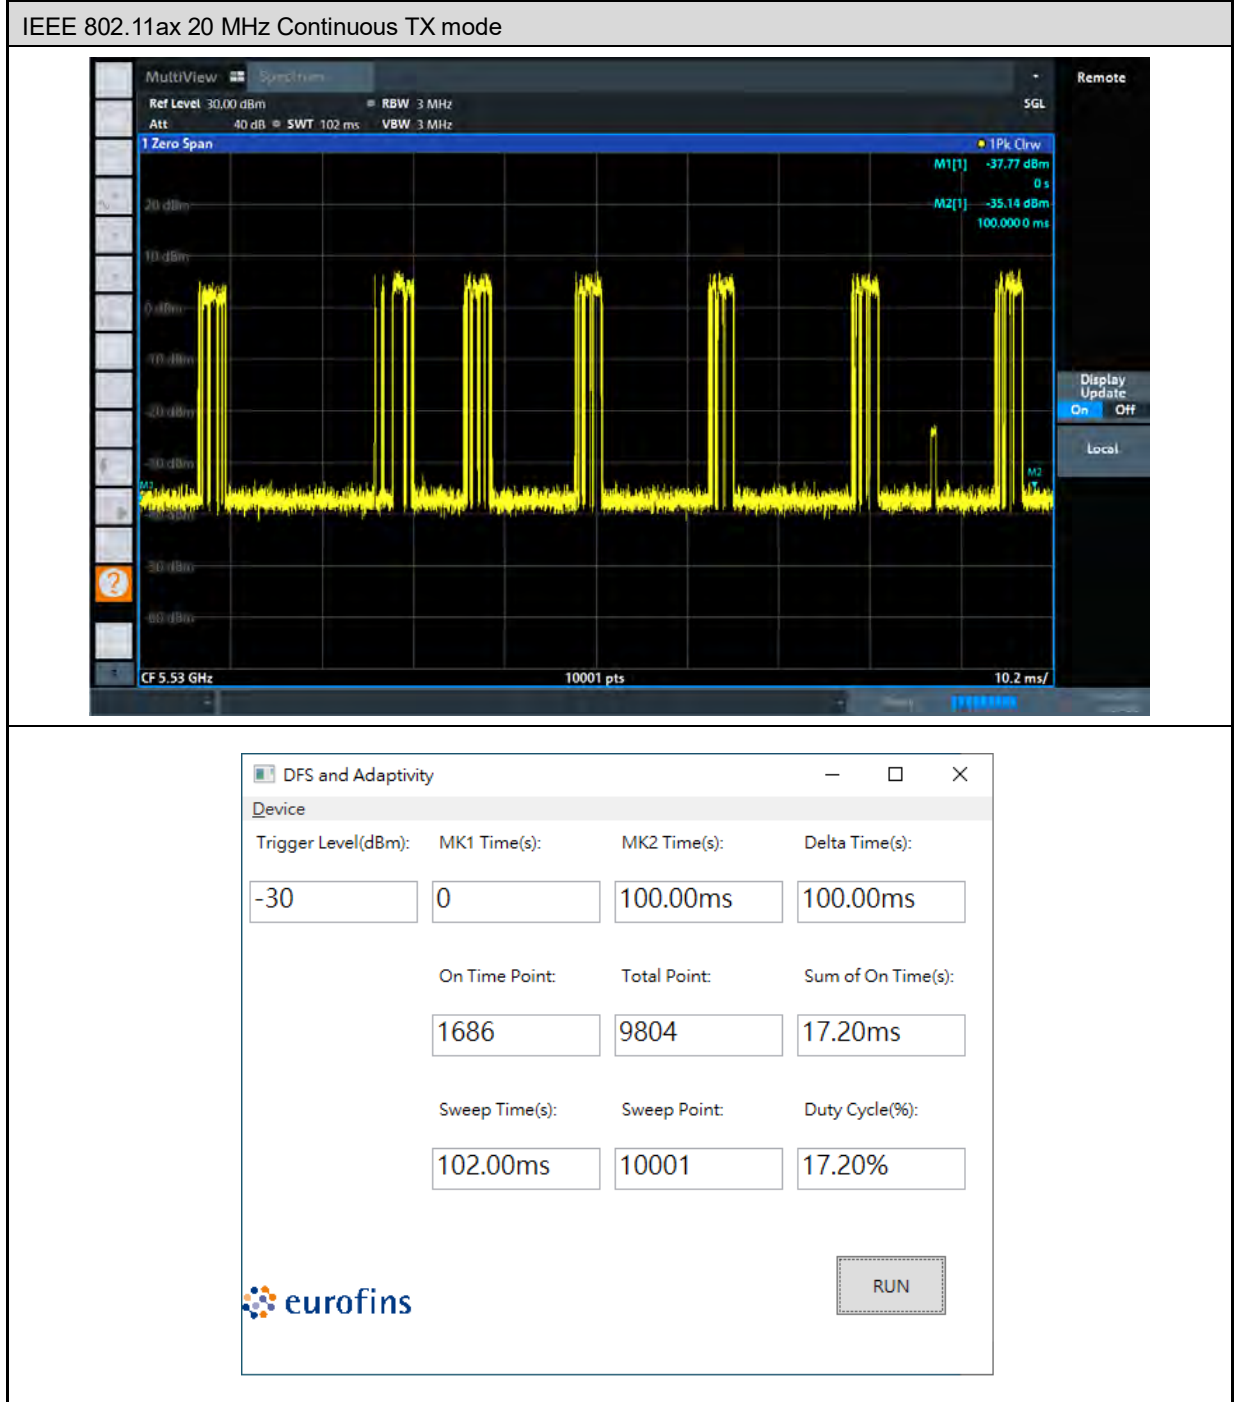 IEEE 802.11ax 20 MHz Continuous TX mode
MultiView Spectrum
Remote
Ref Level 30.00 dBm RBW 3 MHz
SGL
Att 40 dB SWT 102 ms VBW 3 MHz
1 Zero Span
1Pk Clrw
M1[1] -37.77 dBm
0 s
20 dBm
M2[1] -35.14 dBm
100.000 0 ms
10 dBm
0 dBm
-10 dBm
Display
Update
On Off
-20 dBm
Local
-30 dBm
M2
-40 dBm
-50 dBm
-60 dBm
CF 5.53 GHz
10001 pts
10.2 ms/
DFS and Adaptivity
Device
Trigger Level(dBm): MK1 Time(s): MK2 Time(s): Delta Time(s):
-30 0 100.00ms 100.00ms
On Time Point: Total Point: Sum of On Time(s):
1686 9804 17.20ms
Sweep Time(s): Sweep Point: Duty Cycle(%):
102.00ms 10001 17.20%
RUN
eurofins